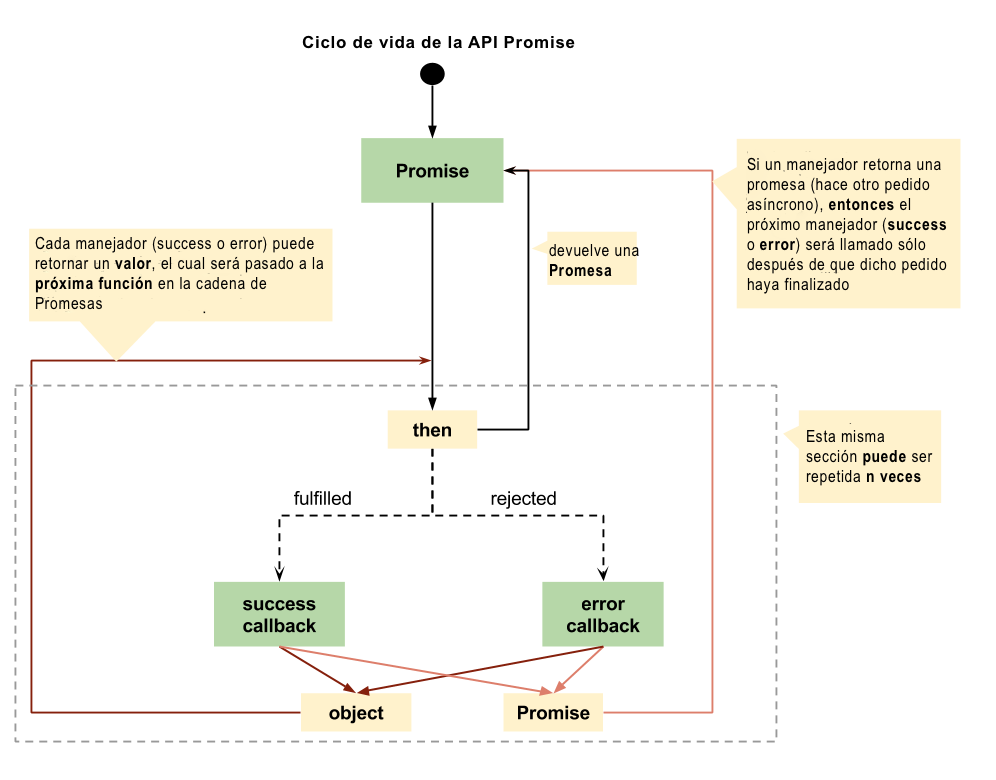 Ciclo de vida de la API Promise
Promise
Si un manejador retorna una
promesa (hace otro pedido
asíncrono), entonces el
próximo manejador (success
o error) será llamado sólo
después de que dicho pedido
haya finalizado
Cada manejador (success o error) puede
retornar un valor, el cual será pasado a la
próxima función en la cadena de
Promesas
devuelve una
Promesa
then
Esta misma
sección puede ser
repetida n veces
fulfilled
rejected
success
callback
error
callback
object
Promise